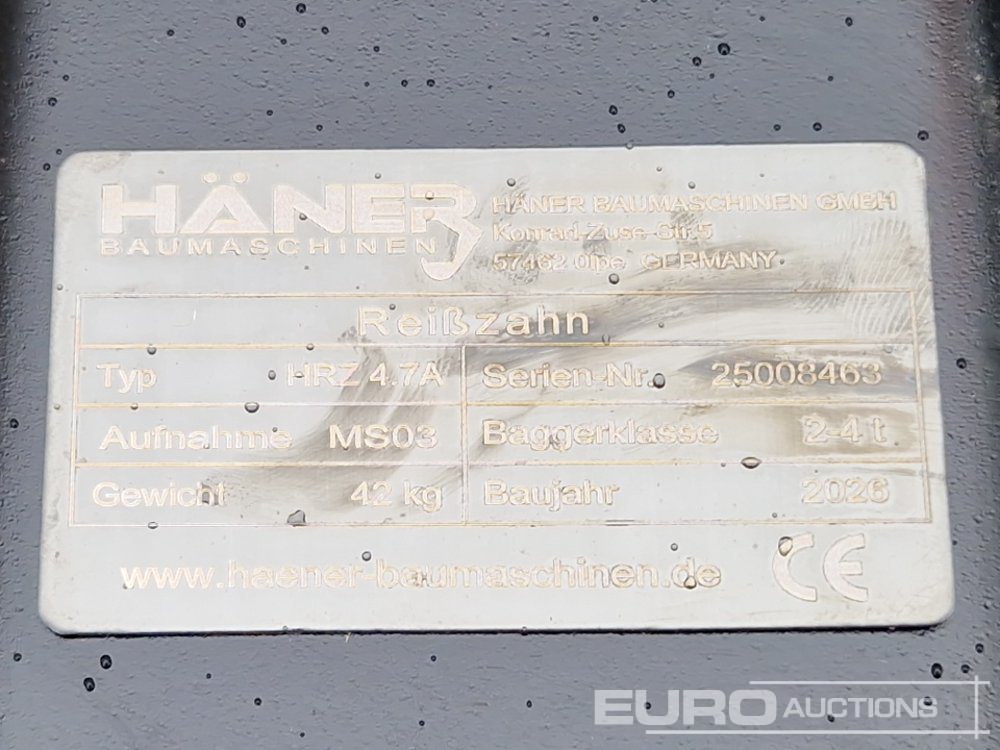 HÄNER
BAUMASCHINEN
HÄNER BAUMASCHINEN GMBH
Konrad-Zuse-Str.5
57462 Olpe GERMANY
Reißzahn
Typ HRZ 4.7A Serien-Nr. 25008463
Aufnahme MS03 Baggerklasse 2-4 t
Gewicht 42 kg Baujahr 2026
www.haener-baumaschinen.de CE
EURO AUCTIONS